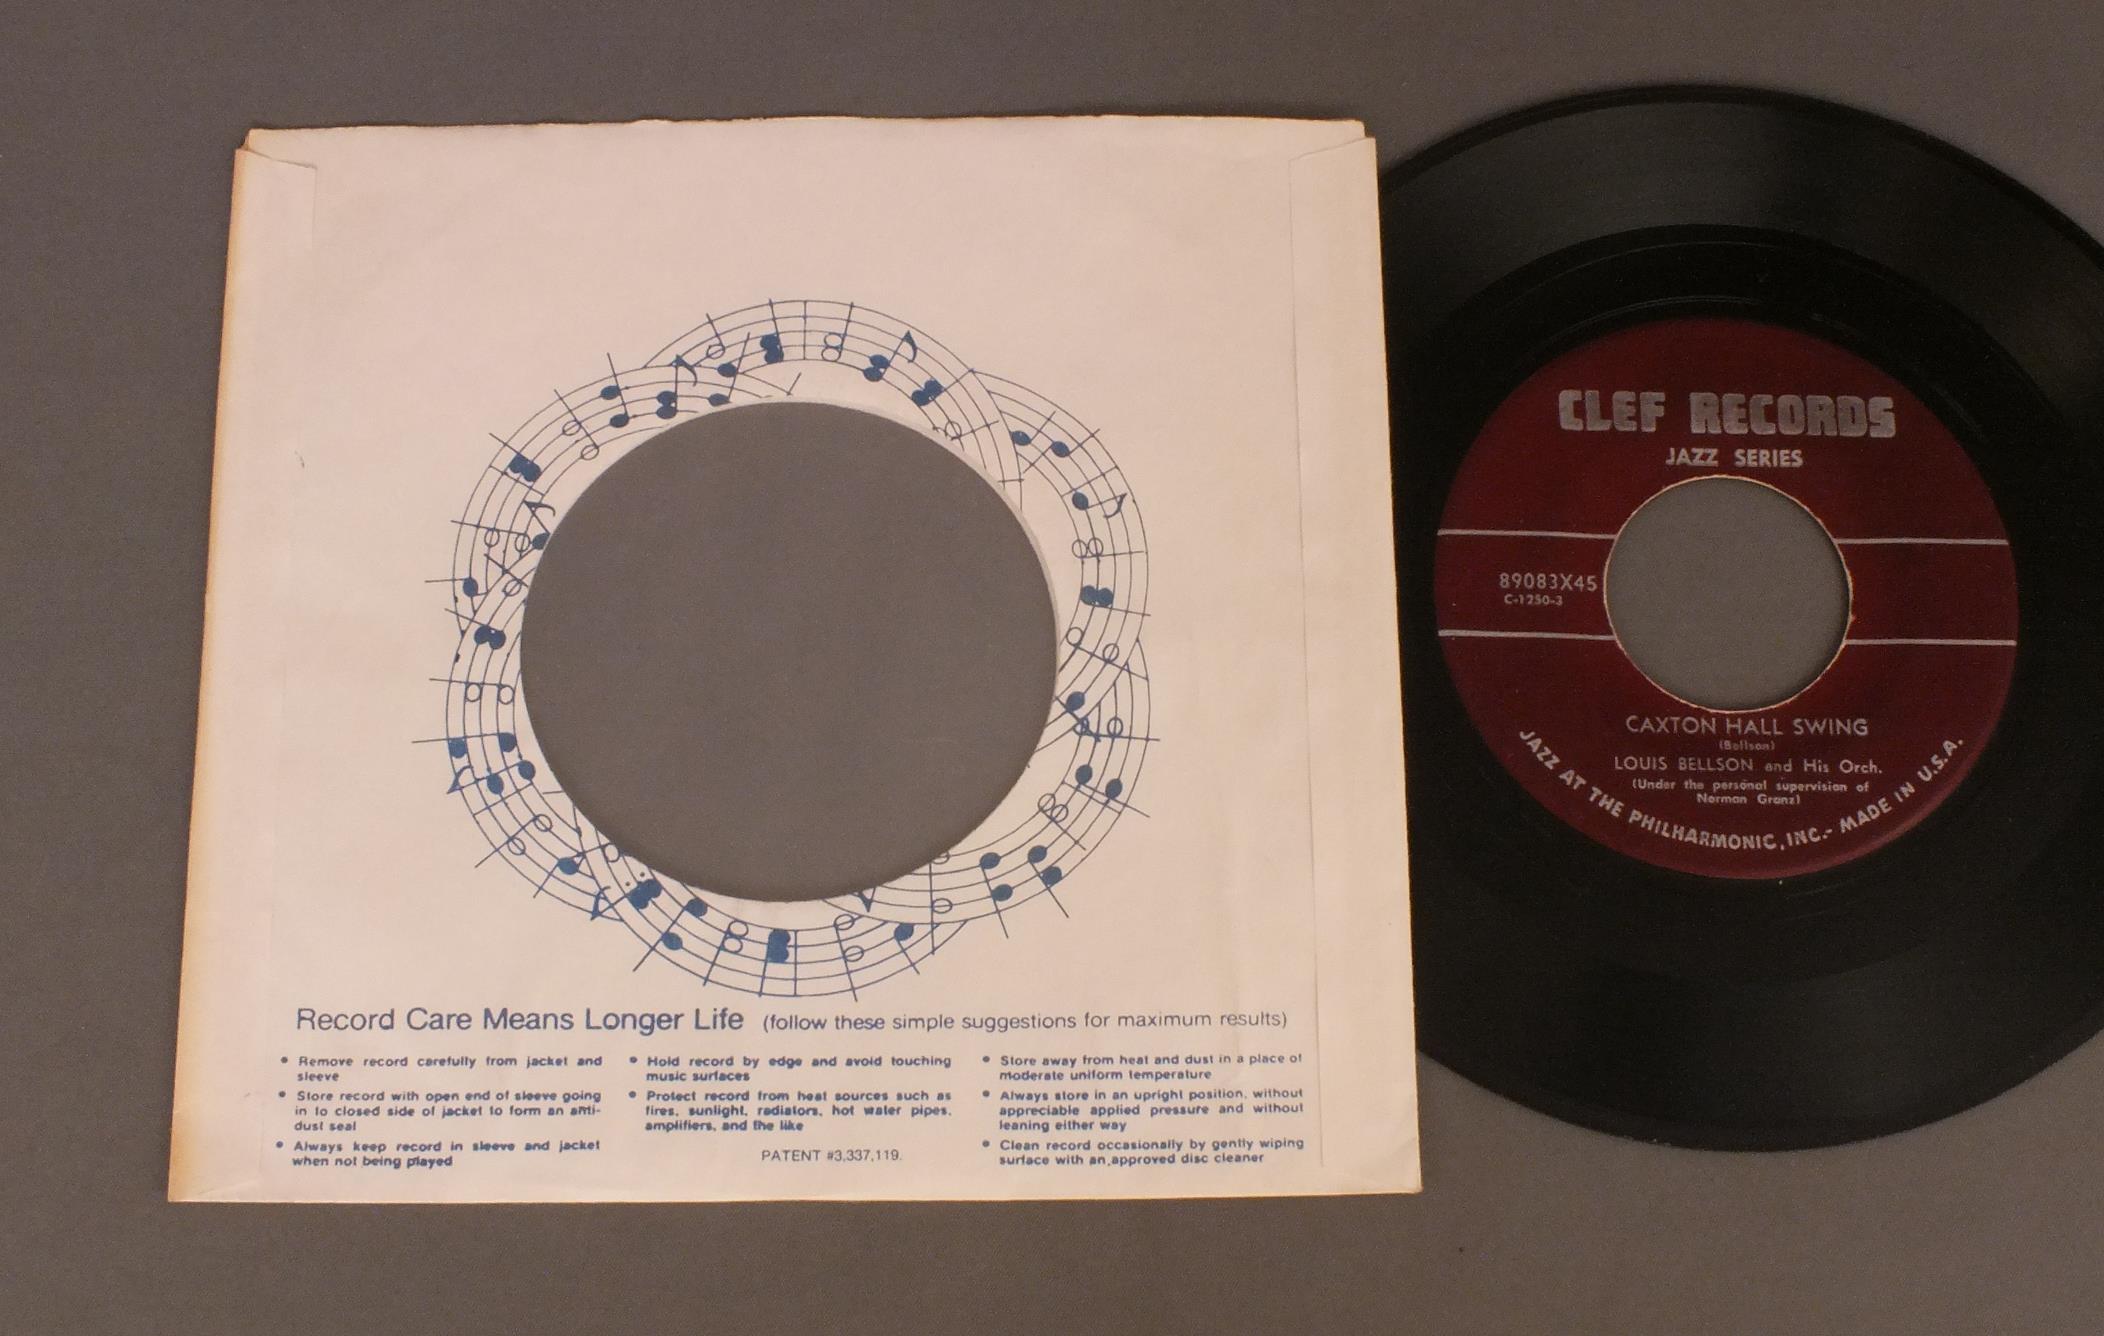 Record Care Means Longer Life (follow these simple suggestions for maximum results)
• Remove record carefully from jacket and
sleeve
• Store record with open end of sleeve going
in to closed side of jacket to form an anti-
dust seal
• Always keep record in sleeve and jacket
when not being played
• Hold record by edge and avoid touching
music surfaces
• Protect record from heat sources such as
fires, sunlight, radiators, hot water pipes,
amplifiers, and the like
PATENT #3,337,119.
• Store away from heat and dust in a place of
moderate uniform temperature
• Always store in an upright position, without
appreciable applied pressure and without
leaning either way
• Clean record occasionally by gently wiping
surface with an approved disc cleaner
CLEF RECORDS
JAZZ SERIES
89083X45
C-1250-3
CAXTON HALL SWING
(Bellson)
LOUIS BELLSON and His Orch.
(Under the personal supervision of
Norman Granz)
JAZZ AT THE PHILHARMONIC, INC.- MADE IN U.S.A.